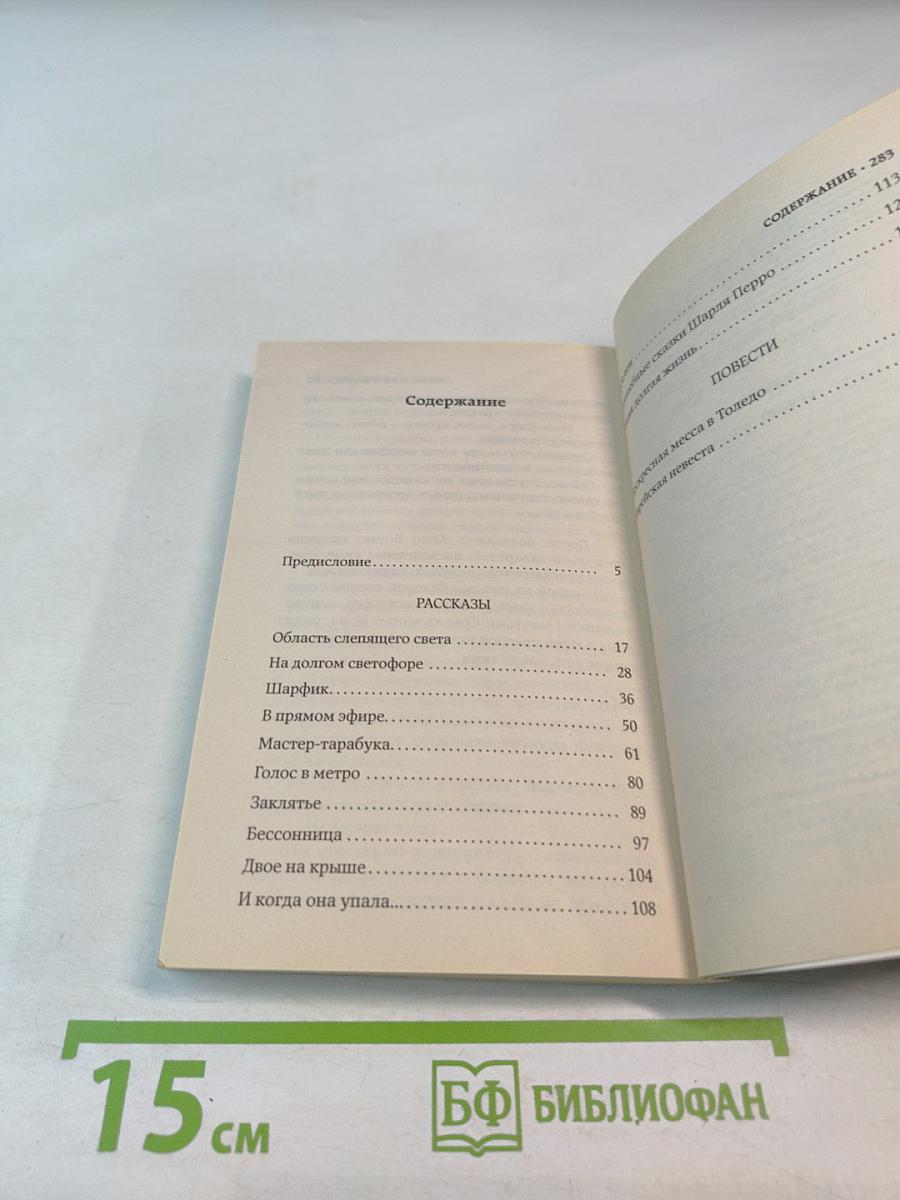 Содержание
Предисловие 5
РАССКАЗЫ
Область слепящего света 17
На долгом светофоре 28
Шарфик 36
В прямом эфире 50
Мастер-тарабука 61
Голос в метро 80
Заклятье 89
Бессонница 97
Двое на крыше 104
И когда она упала... 108
СОДЕРЖАНИЕ • 283
113
12
сказки Шарля Перро 1
долгая жизнь
ПОВЕСТИ
месса в Толедо
невеста
15 см
БФ БИБЛИОФАН